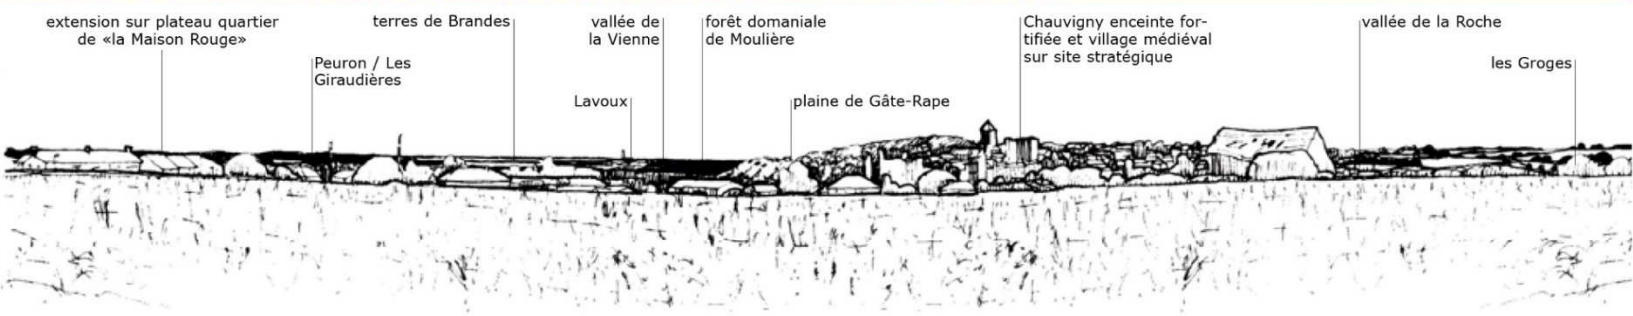 extension sur plateau quartier
de «la Maison Rouge»
Peuron / Les
Giraudières
terres de Brandes
Lavoux
vallée de
la Vienne
forêt domaniale
de Moulière
plaine de Gâte-Rape
Chauvigny enceinte for-
tifiée et village médiéval
sur site stratégique
vallée de la Roche
les Groges